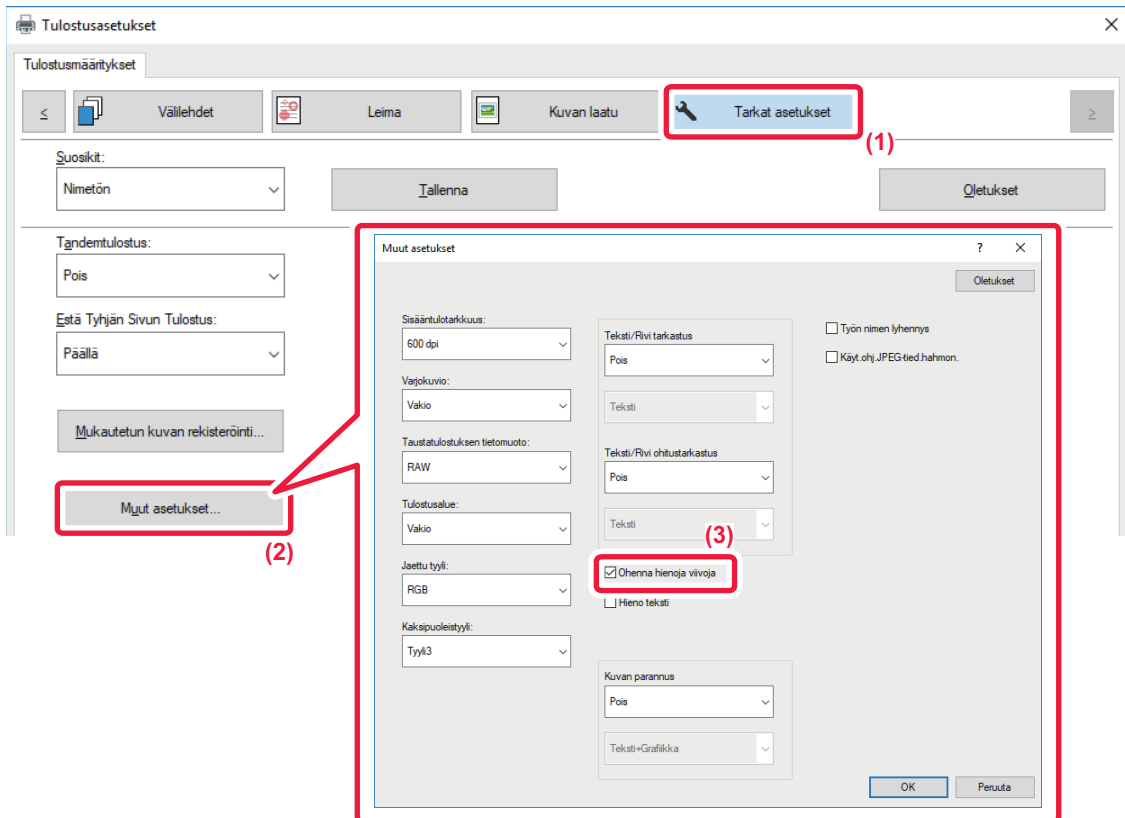 Tulostusasetukset
Tulostusmääritykset
<
Välilehdet
Leima
Kuvan laatu
Tarkat asetukset
>
(1)
Suosikit:
Nimetön
Tallenna
Oletukset
Tandemtulostus:
Pois
Estä Tyhjän Sivun Tulostus:
Päällä
Mukautetun kuvan rekisteröinti...
Muut asetukset...
(2)
Muut asetukset
?
Oletukset
Sisääntulotarkkuus:
600 dpi
Varjokuvio:
Vakio
Taustatulostuksen tietomuoto:
RAW
Tulostusalue:
Vakio
Jaettu tyyli:
RGB
Kaksipuoleistyyli:
Tyyli3
Teksti/Rivi tarkastus
Pois
Teksti
Teksti/Rivi ohitustarkastus
Pois
Teksti
(3)
Ohenna hienoja viivoja
Hieno teksti
Kuvan parannus
Pois
Teksti+Grafiikka
Työn nimen lyhennys
Käyt.ohj.JPEG-tied.hahmon.
OK
Peruuta